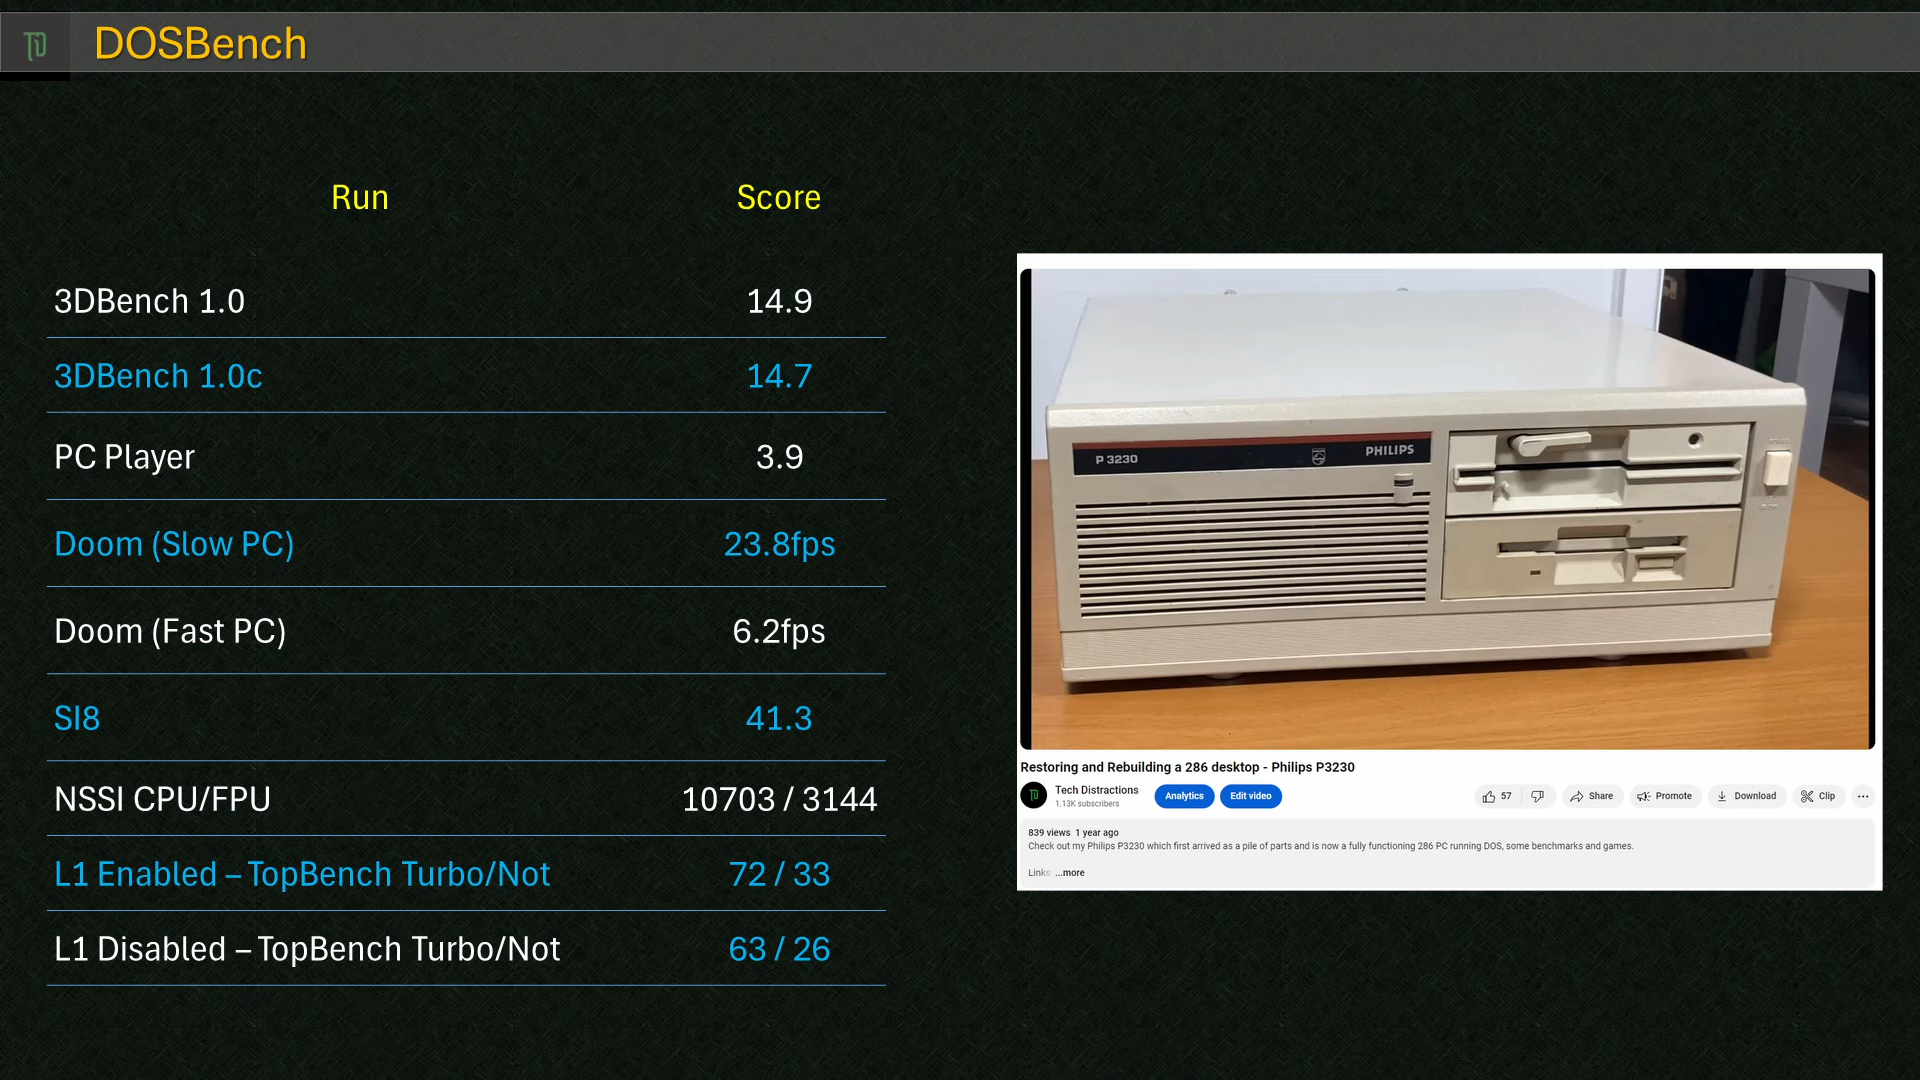 TD
DOSBench
Run Score
3DBench 1.0 14.9
3DBench 1.0c 14.7
PC Player 3.9
Doom (Slow PC) 23.8fps
Doom (Fast PC) 6.2fps
SI8 41.3
NSSI CPU/FPU 10703 / 3144
L1 Enabled – TopBench Turbo/Not 72 / 33
L1 Disabled – TopBench Turbo/Not 63 / 26
P 3230 PHILIPS
Restoring and Rebuilding a 286 desktop - Philips P3230
TD
Tech Distractions
1.13K subscribers
Analytics Edit video 57 Share Promote Download Clip ...
839 views 1 year ago
Check out my Philips P3230 which first arrived as a pile of parts and is now a fully functioning 286 PC running DOS, some benchmarks and games.
Links: ...more